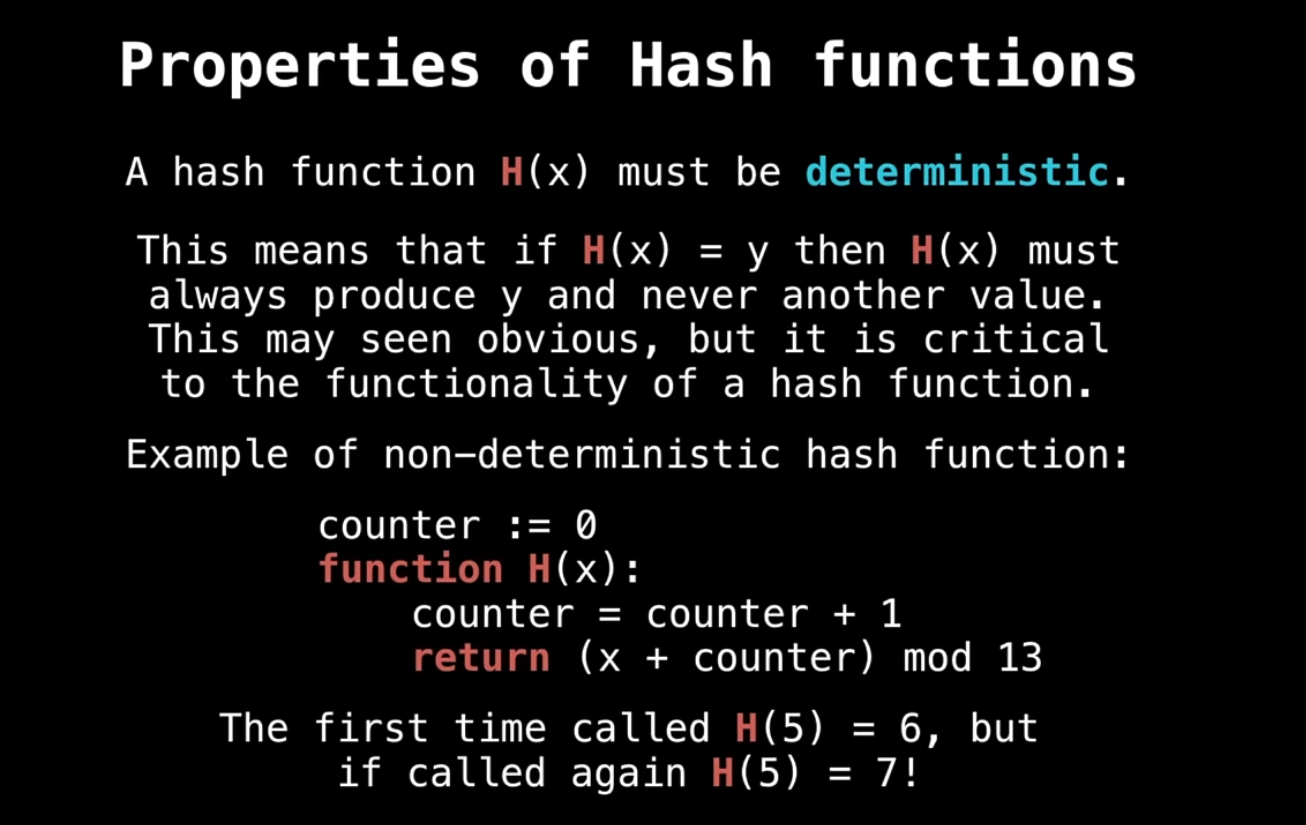 Properties of Hash functions
A hash function H(x) must be deterministic.
This means that if H(x) = y then H(x) must
always produce y and never another value.
This may seen obvious, but it is critical
to the functionality of a hash function.
Example of non-deterministic hash function:
counter := 0
function H(x):
counter = counter + 1
return (x + counter) mod 13
The first time called H(5) = 6, but
if called again H(5) = 7!